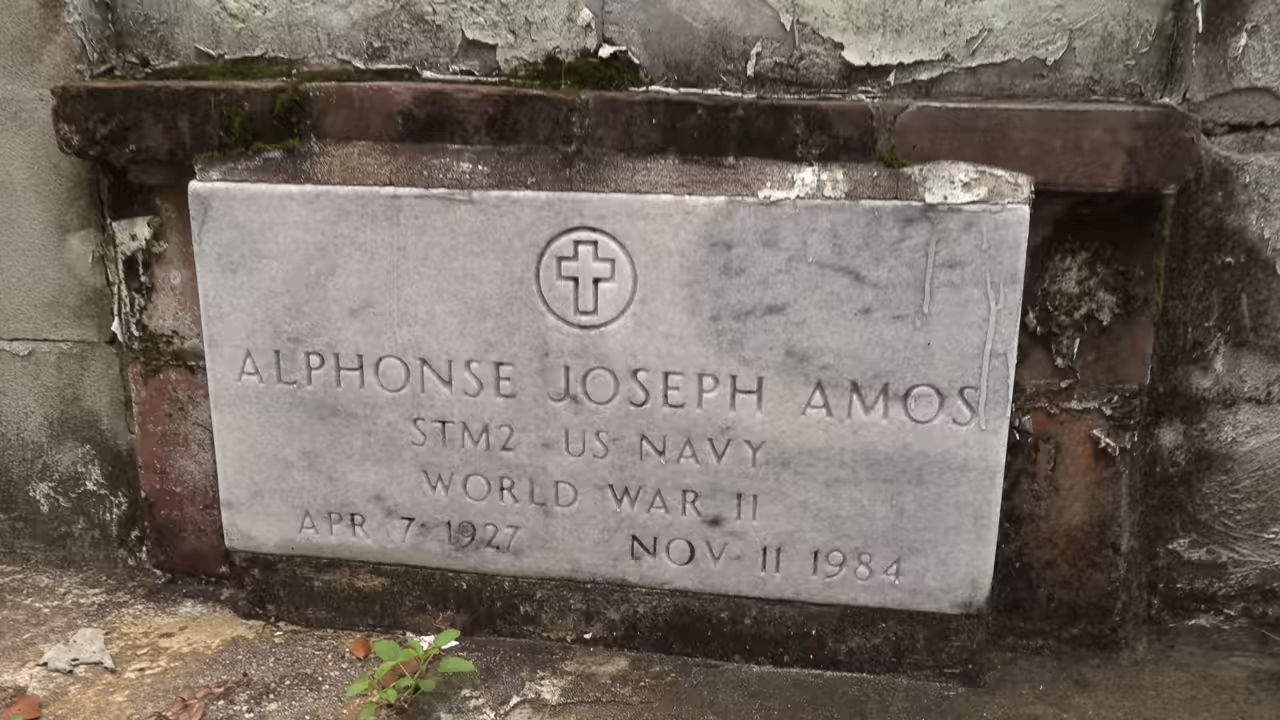 ALPHONSE JOSEPH AMOS
STM2 US NAVY
WORLD WAR II
APR 7 1927 NOV 11 1984